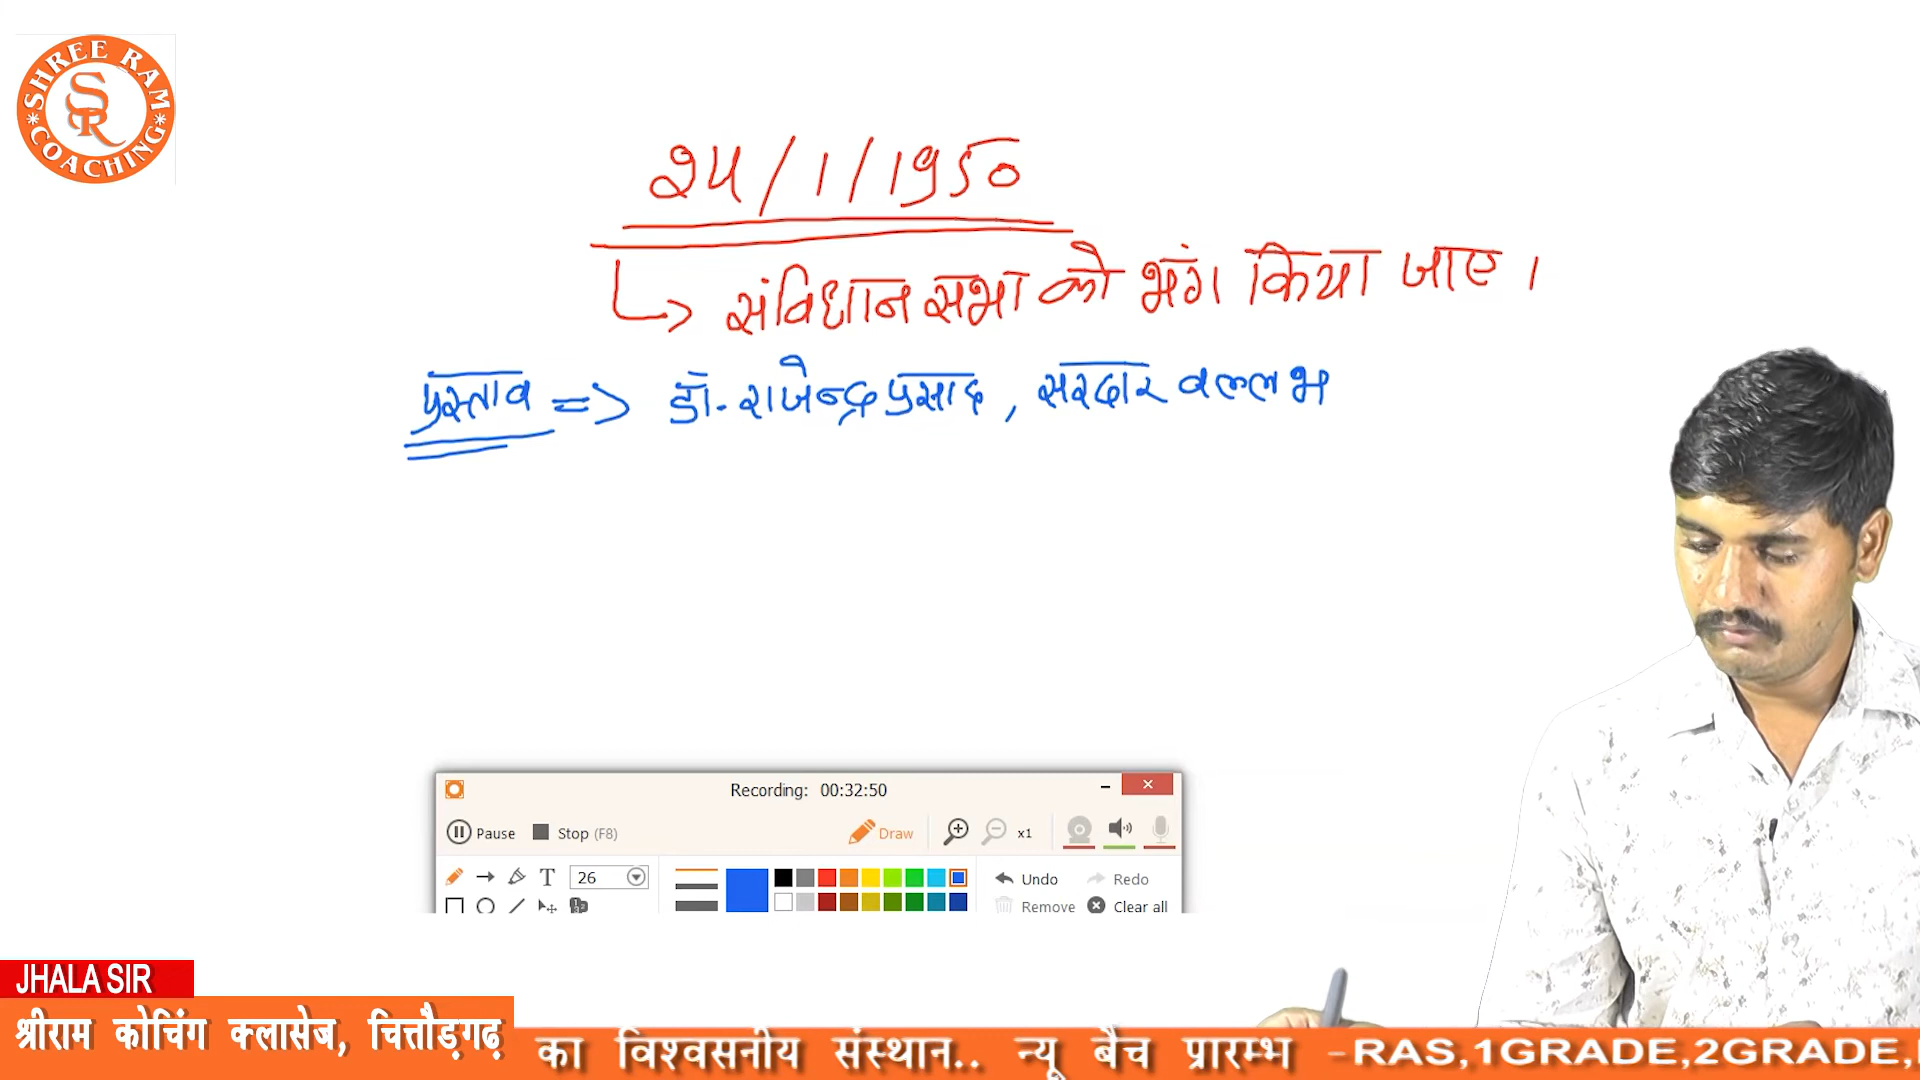 SHREE RAM
COACHING
SR
24/1/1950
संविधान सभा को भंग किया जाए।
प्रस्ताव => डॉ. राजेन्द्र प्रसाद, सरदार वल्लभ
Recording: 00:32:50
Pause Stop (F8) Draw x1
T 26 Undo Redo
Remove Clear all
JHALA SIR
श्रीराम कोचिंग क्लासेज, चित्तौड़गढ़
का विश्वसनीय संस्थान.. न्यू बैच प्रारम्भ -RAS,1GRADE,2GRADE,